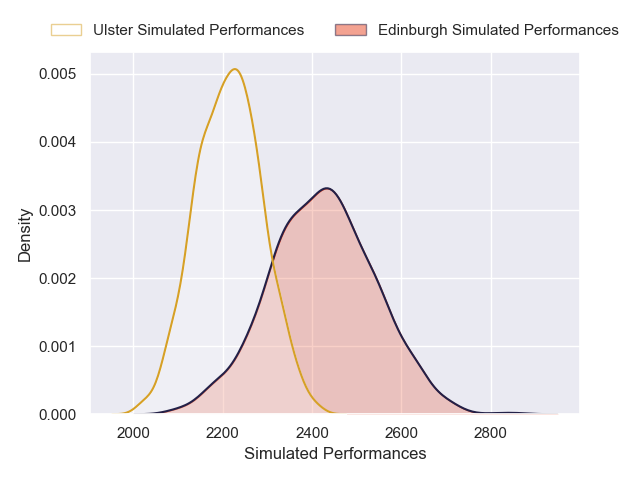 Ulster Simulated Performances Edinburgh Simulated Performances
0.005
0.004
0.003
0.002
0.001
0.000
Density
2000 2200 2400 2600 2800
Simulated Performances